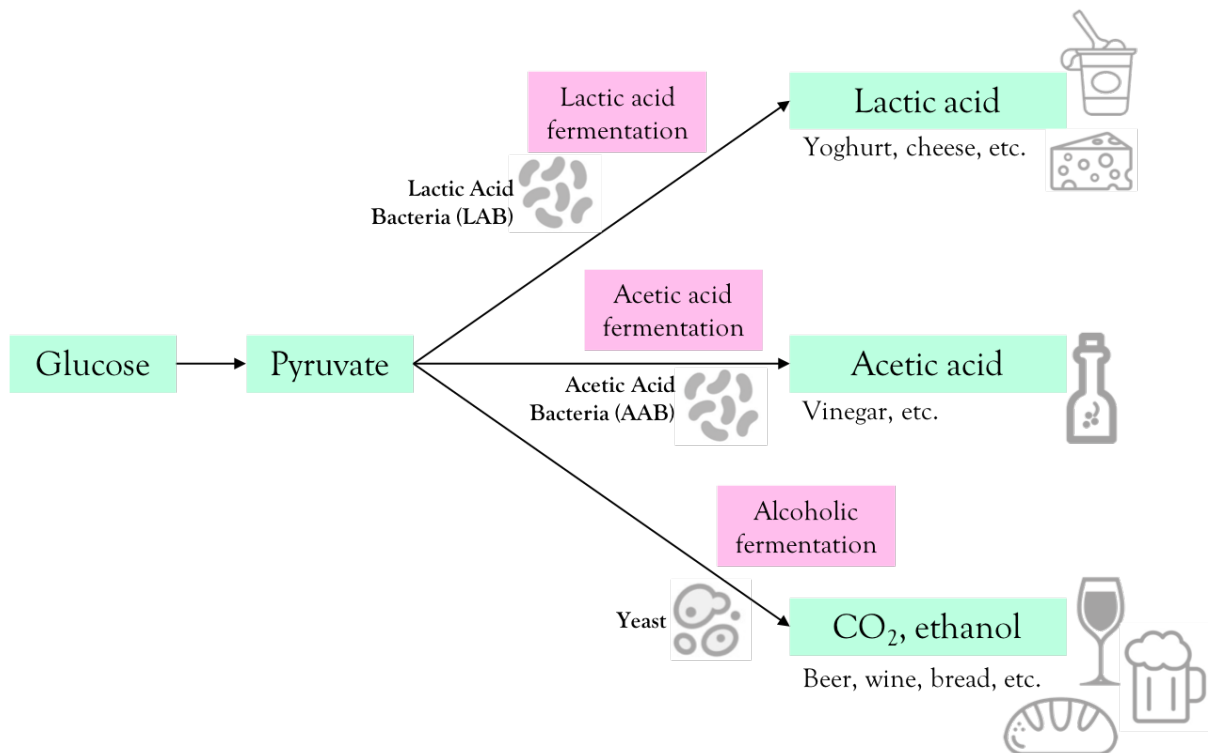 Lactic acid
fermentation
Lactic acid
Yoghurt, cheese, etc.
Lactic Acid
Bacteria (LAB)
Acetic acid
fermentation
Glucose
Pyruvate
Acetic acid
Acetic Acid
Bacteria (AAB)
Vinegar, etc.
Alcoholic
fermentation
Yeast
CO₂, ethanol
Beer, wine, bread, etc.